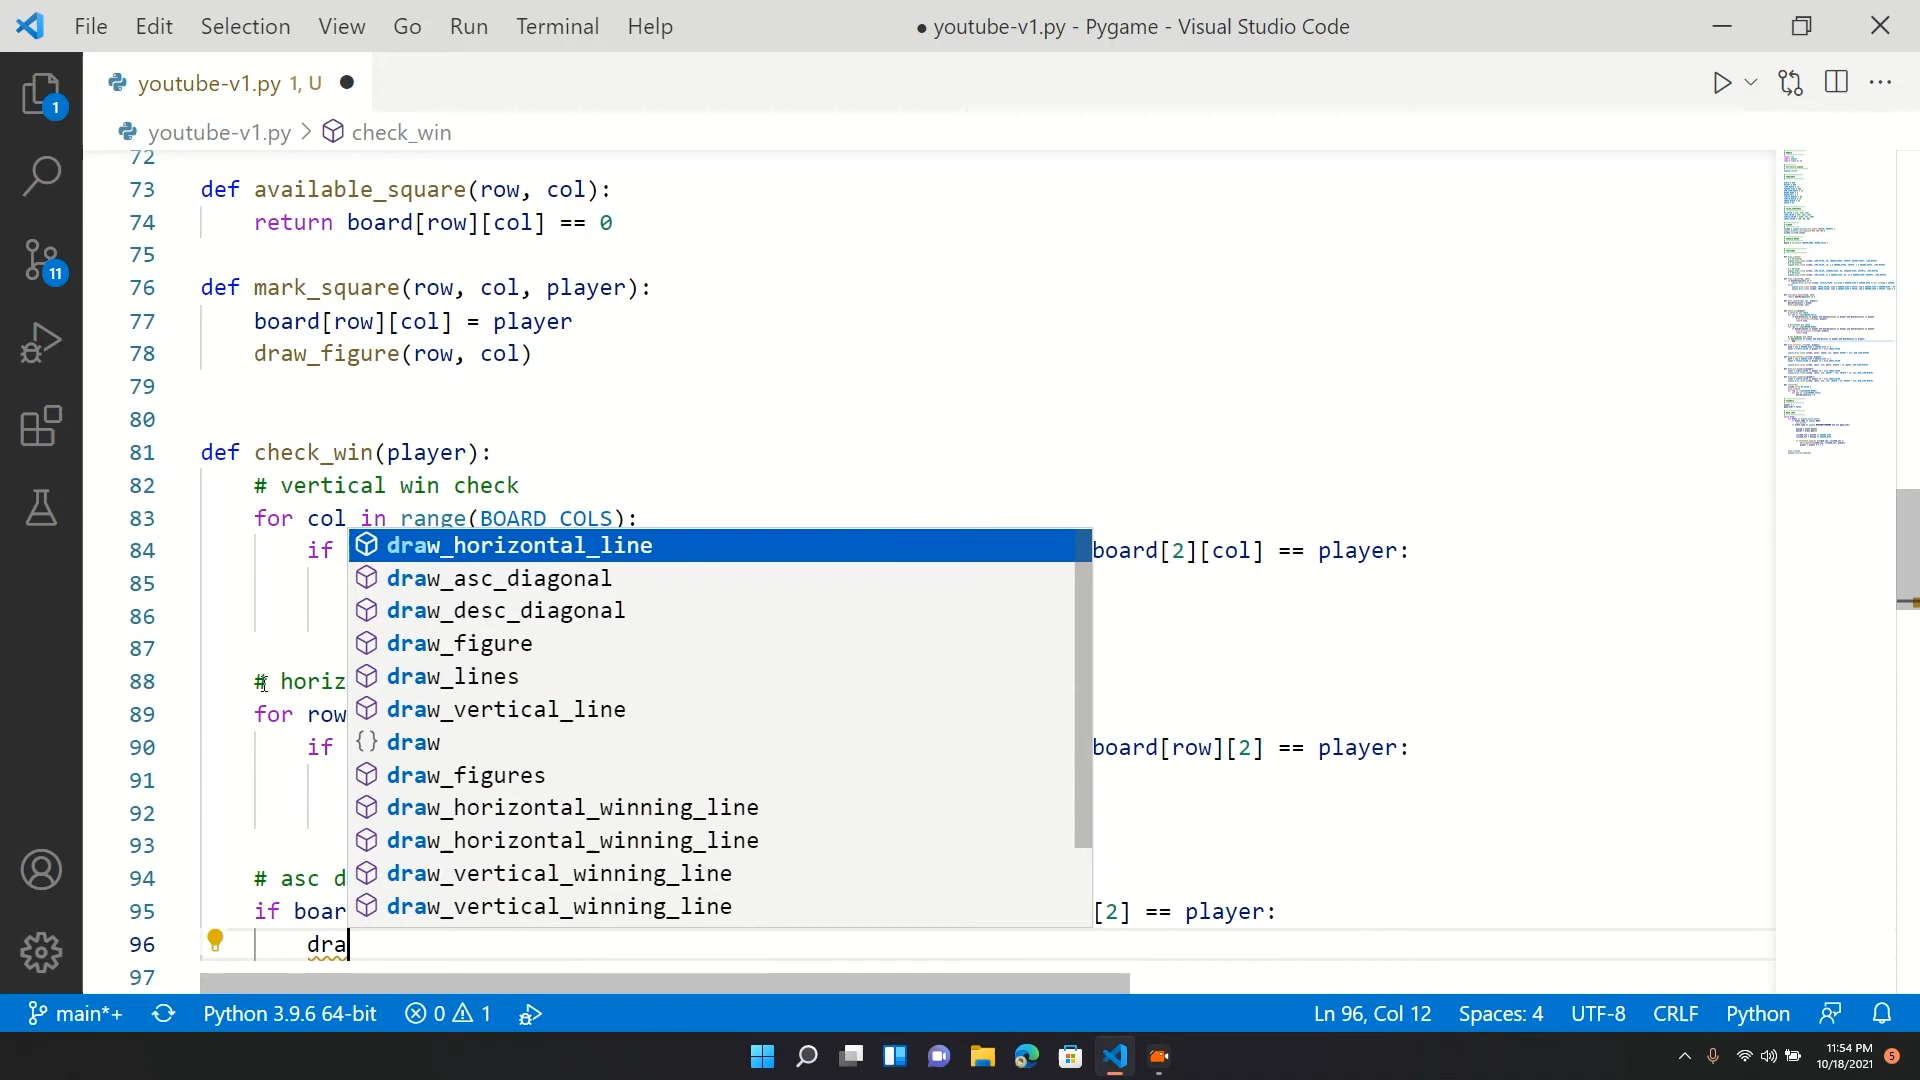 File Edit Selection View Go Run Terminal Help ● youtube-v1.py - Pygame - Visual Studio Code
youtube-v1.py 1, U
youtube-v1.py > check_win
1
11
72
73 def available_square(row, col):
74 return board[row][col] == 0
75
76 def mark_square(row, col, player):
77 board[row][col] = player
78 draw_figure(row, col)
79
80
81 def check_win(player):
82 # vertical win check
83 for col in range(BOARD_COLS):
84 if board[2][col] == player:
85
86
87
88 # horiz
89 for row
90 if board[row][2] == player:
91
92
93
94 # asc d
95 if boar [2] == player:
96 dra
97
draw_horizontal_line
draw_asc_diagonal
draw_desc_diagonal
draw_figure
draw_lines
draw_vertical_line
{} draw
draw_figures
draw_horizontal_winning_line
draw_horizontal_winning_line
draw_vertical_winning_line
draw_vertical_winning_line
main*+ Python 3.9.6 64-bit 0 1 Ln 96, Col 12 Spaces: 4 UTF-8 CRLF Python
11:54 PM
10/18/2021
5